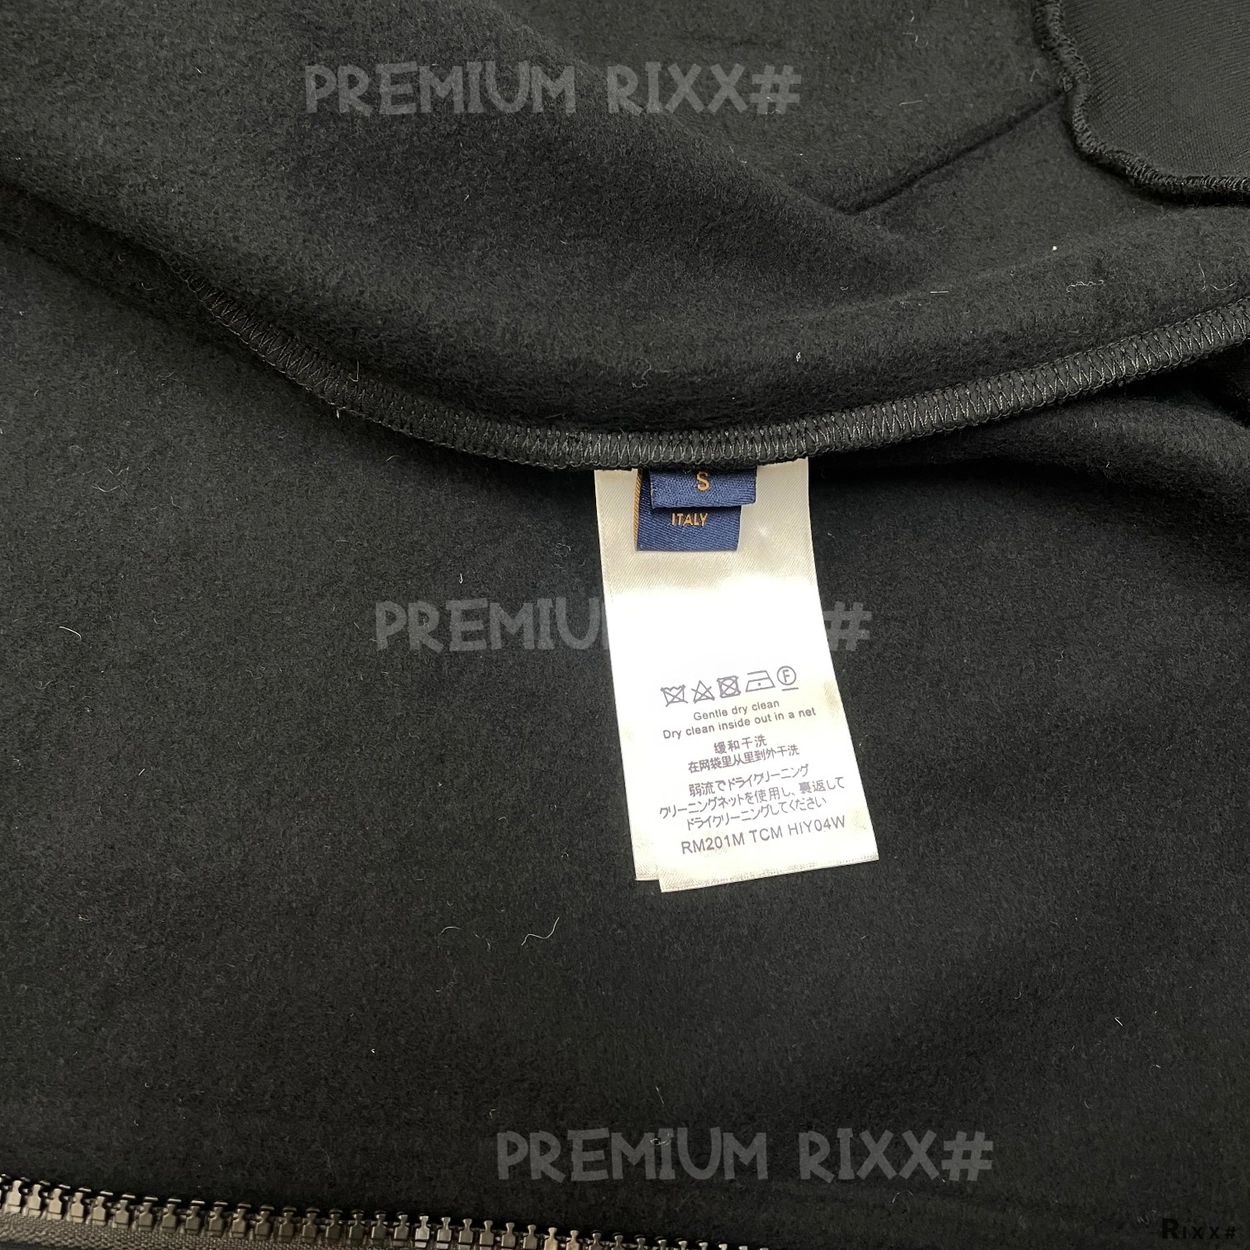 PREMIUM RIXX#
S
ITALY
PREMIU #
Gentle dry clean
Dry clean inside out in a net
缓和干洗
在网袋里从里到外干洗
弱流でドライクリーニング
クリーニングネットを使用し、裏返して
ドライクリーニングしてください
RM201M TCM HIY04W
PREMIUM RIXX#
RIXX#